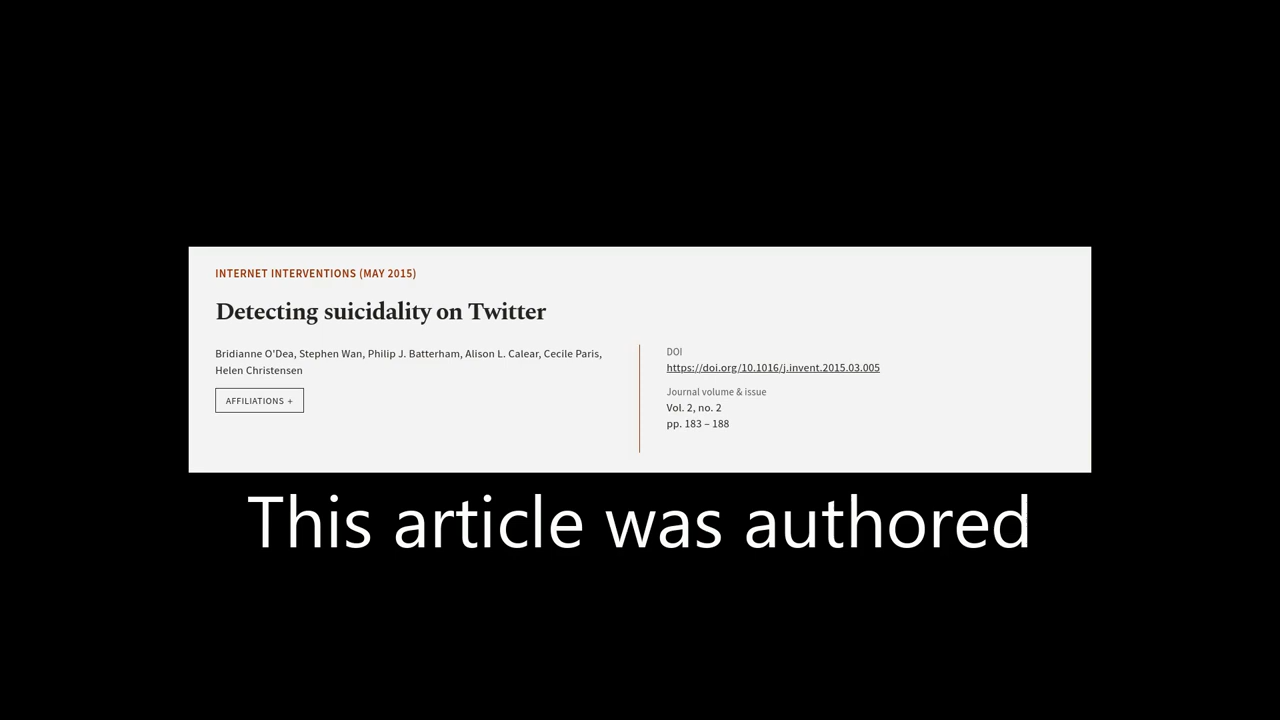 INTERNET INTERVENTIONS (MAY 2015)
Detecting suicidality on Twitter
Bridianne O'Dea, Stephen Wan, Philip J. Batterham, Alison L. Calear, Cecile Paris,
Helen Christensen
AFFILIATIONS +
DOI
https://doi.org/10.1016/j.invent.2015.03.005
Journal volume & issue
Vol. 2, no. 2
pp. 183 – 188
This article was authored